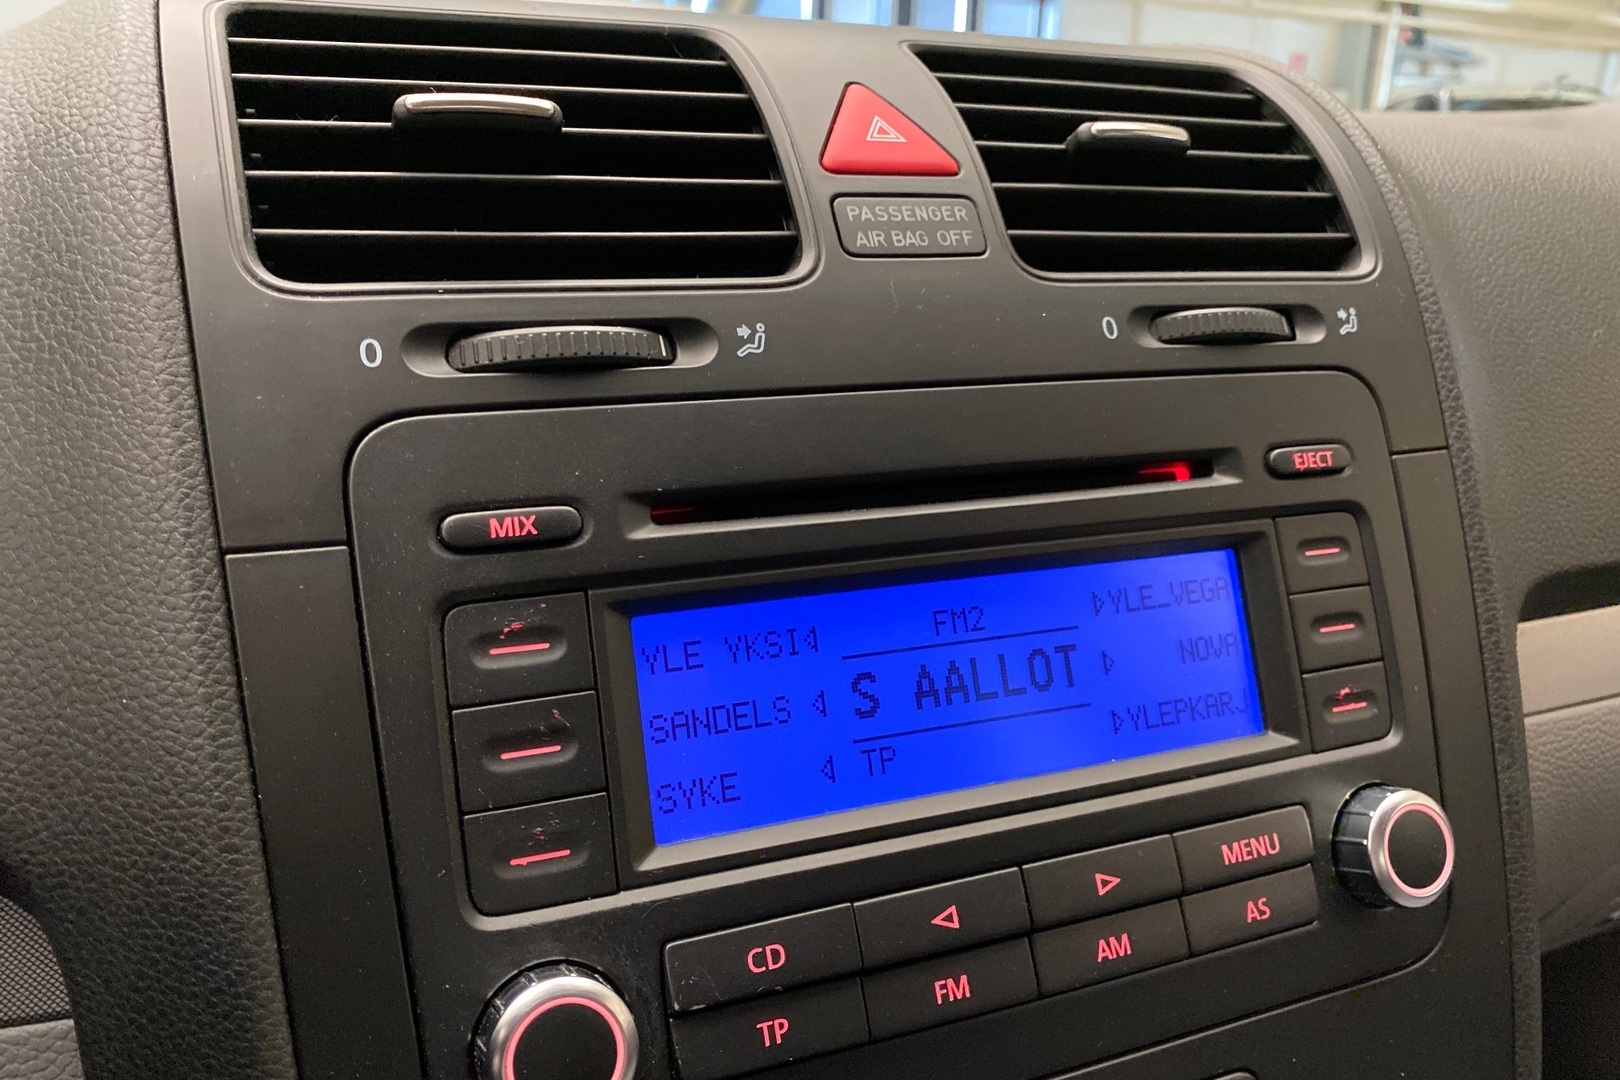 PASSENGER
AIR BAG OFF
0
0
EJECT
MIX
YLE YKSI
FM2
YLE_VEGA
SANDELS
S AALLOT
NOVA
SYKE
TP
YLEPKARJ
MENU
CD
AS
AM
FM
TP